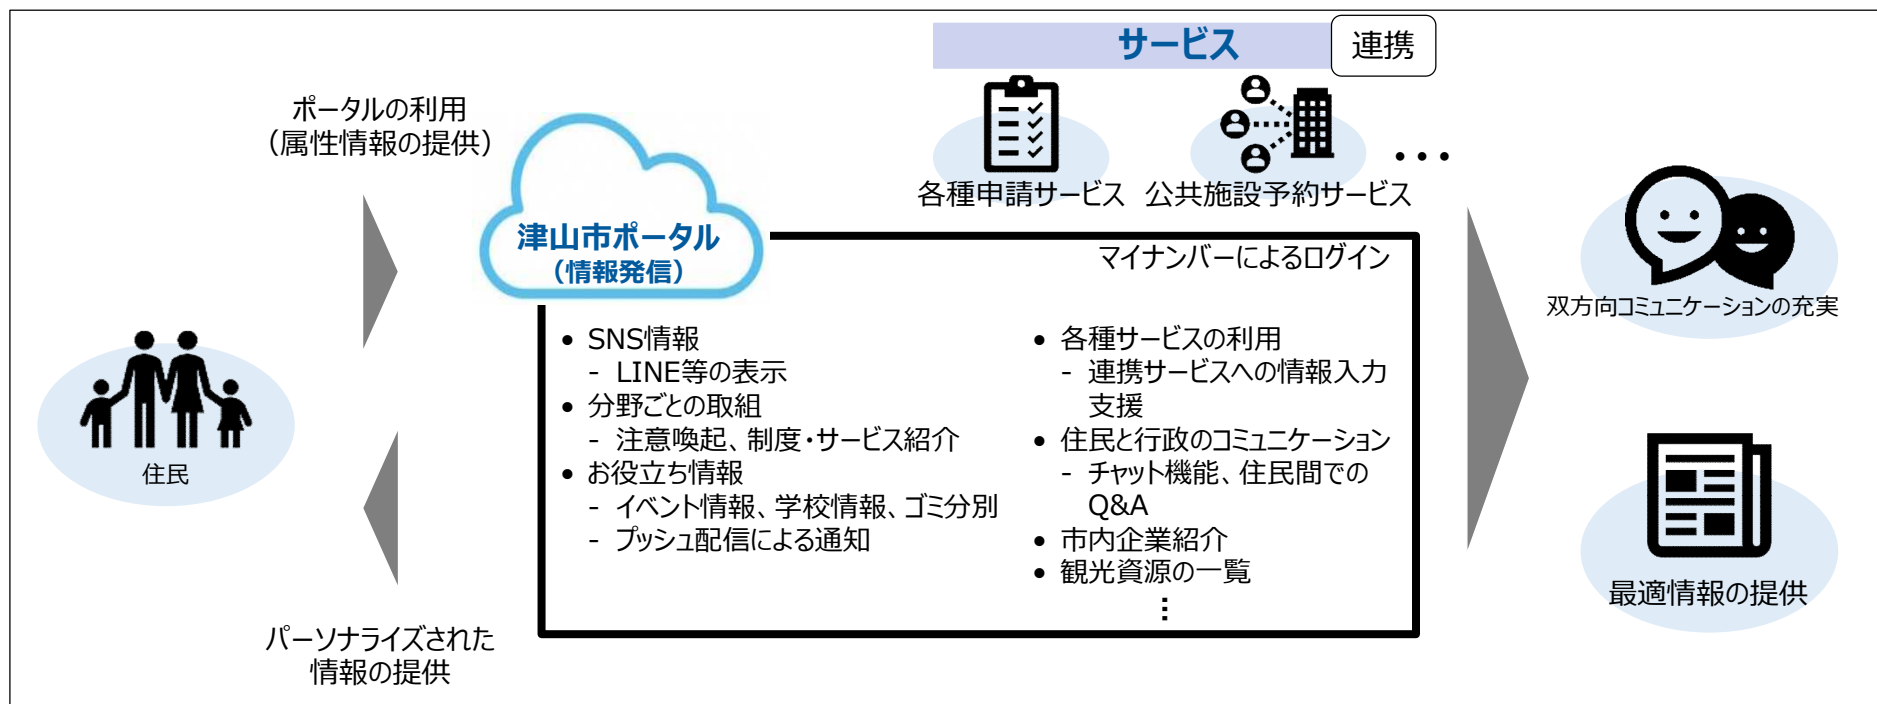 サービス
連携
ポータルの利用
（属性情報の提供）
各種申請サービス
公共施設予約サービス
・・・
津山市ポータル
（情報発信）
マイナンバーによるログイン
• SNS情報
- LINE等の表示
• 分野ごとの取組
- 注意喚起、制度・サービス紹介
• お役立ち情報
- イベント情報、学校情報、ゴミ分別
- プッシュ配信による通知
• 各種サービスの利用
- 連携サービスへの情報入力
支援
• 住民と行政のコミュニケーション
- チャット機能、住民間での
Q&A
• 市内企業紹介
• 観光資源の一覧
⋮
住民
パーソナライズされた
情報の提供
双方向コミュニケーションの充実
最適情報の提供